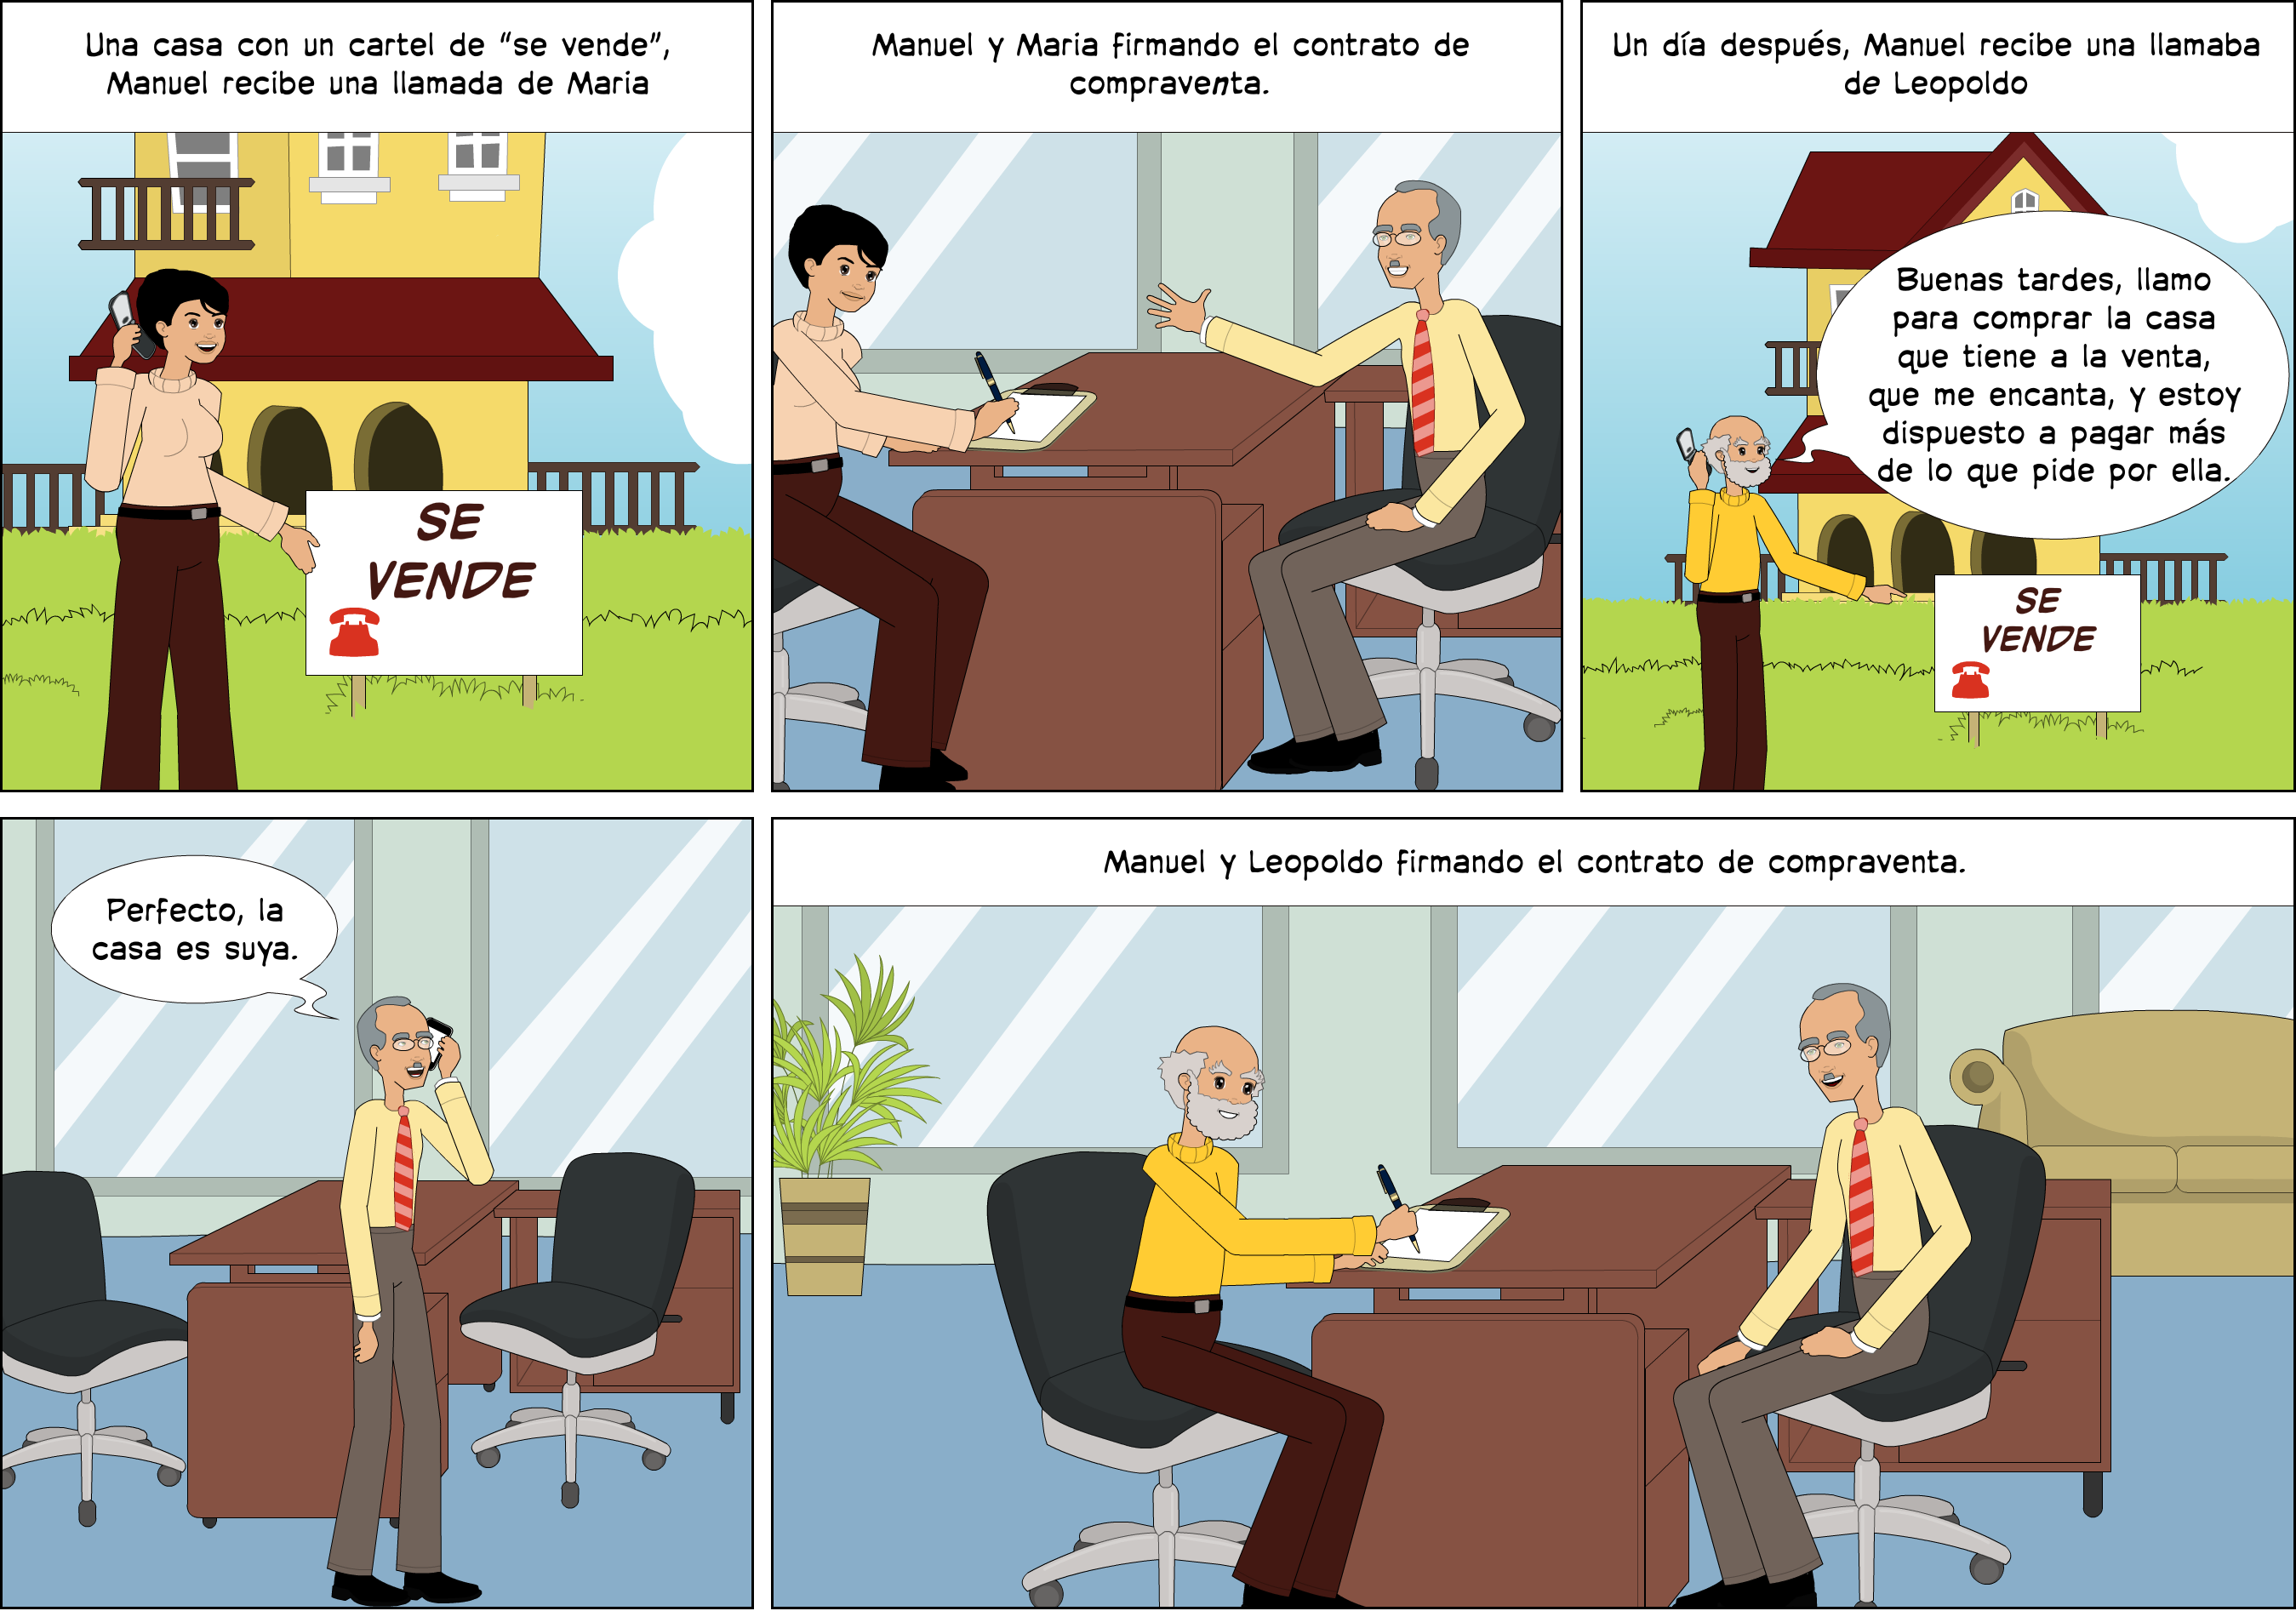 Una casa con un cartel de “se vende”,
Manuel recibe una llamada de Maria
SE
VENDE
Manuel y Maria firmando el contrato de
compraventa.
Un día después, Manuel recibe una llamaba
de Leopoldo
Buenas tardes, llamo
para comprar la casa
que tiene a la venta,
que me encanta, y estoy
dispuesto a pagar más
de lo que pide por ella.
SE
VENDE
Perfecto, la
casa es suya.
Manuel y Leopoldo firmando el contrato de compraventa.